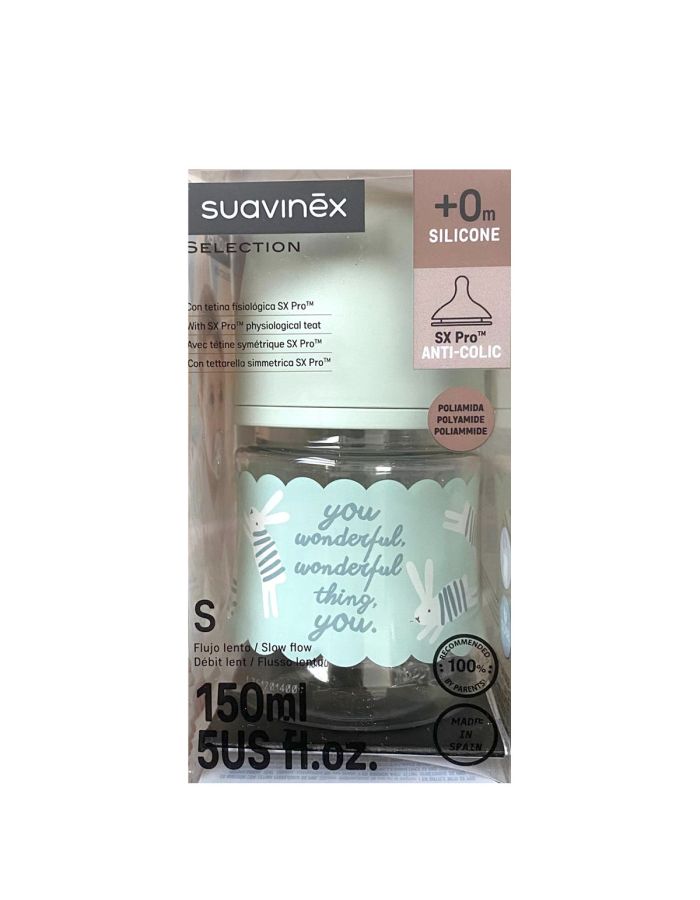 suavinēx
SELECTION
+0m
SILICONE
Con tetina fisiológica SX Pro™
With SX Pro™ physiological teat
Avec tétine symétrique SX Pro™
Con tettarella simmetrica SX Pro™
SX Pro™
ANTI-COLIC
POLIAMIDA
POLYAMIDE
POLIAMMIDE
you
wonderful,
wonderful
thing,
you.
S
Flujo lento / Slow flow
Débit lent / Flusso lento
RECOMMENDED
100%
BY PARENTS!
150ml
5US fl.oz.
MADE
IN
SPAIN